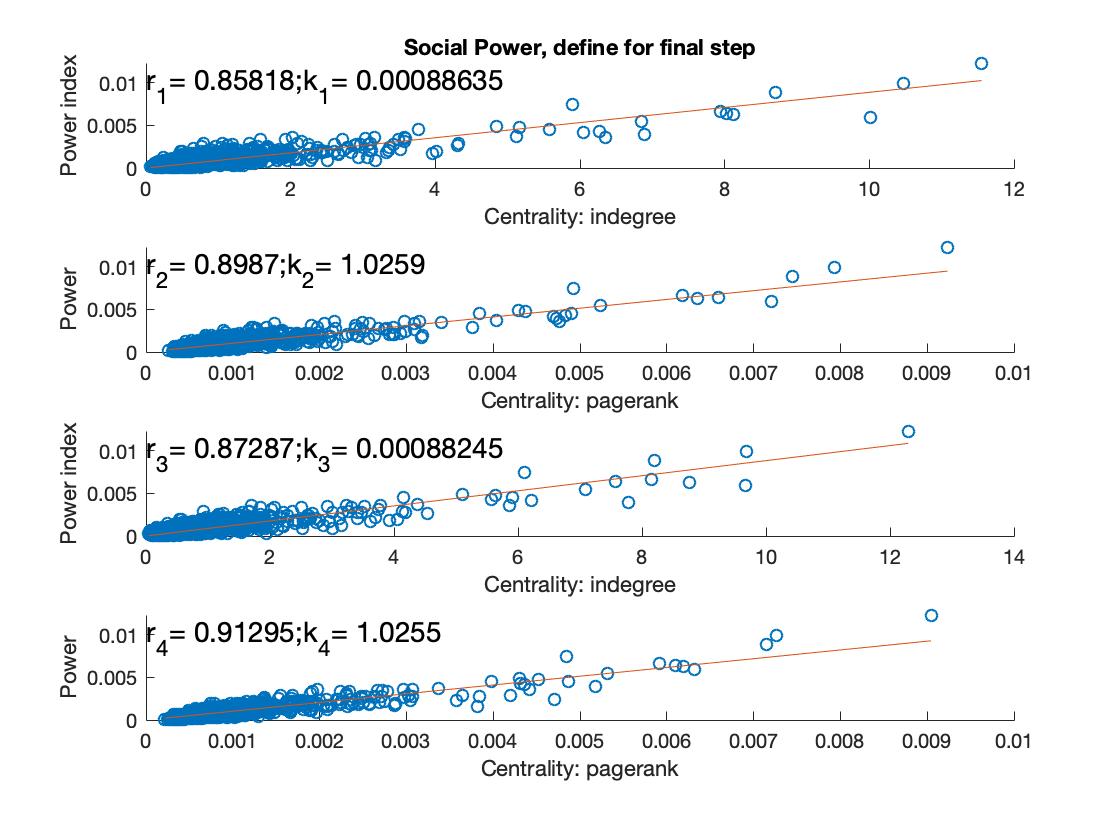 Social Power, define for final step
r1= 0.85818;k1= 0.00088635
Power index
0.01
0.005
0
0 2 4 6 8 10 12
Centrality: indegree
r2= 0.8987;k2= 1.0259
Power
0.01
0.005
0
0 0.001 0.002 0.003 0.004 0.005 0.006 0.007 0.008 0.009 0.01
Centrality: pagerank
r3= 0.87287;k3= 0.00088245
Power index
0.01
0.005
0
0 2 4 6 8 10 12 14
Centrality: indegree
r4= 0.91295;k4= 1.0255
Power
0.01
0.005
0
0 0.001 0.002 0.003 0.004 0.005 0.006 0.007 0.008 0.009 0.01
Centrality: pagerank